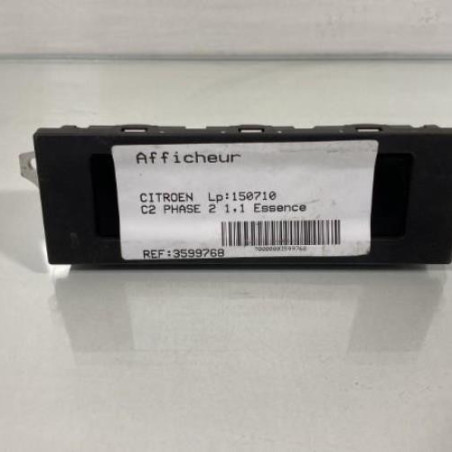 Afficheur
CITROEN Lp:150710
C2 PHASE 2 1.1 Essence
REF:3599768